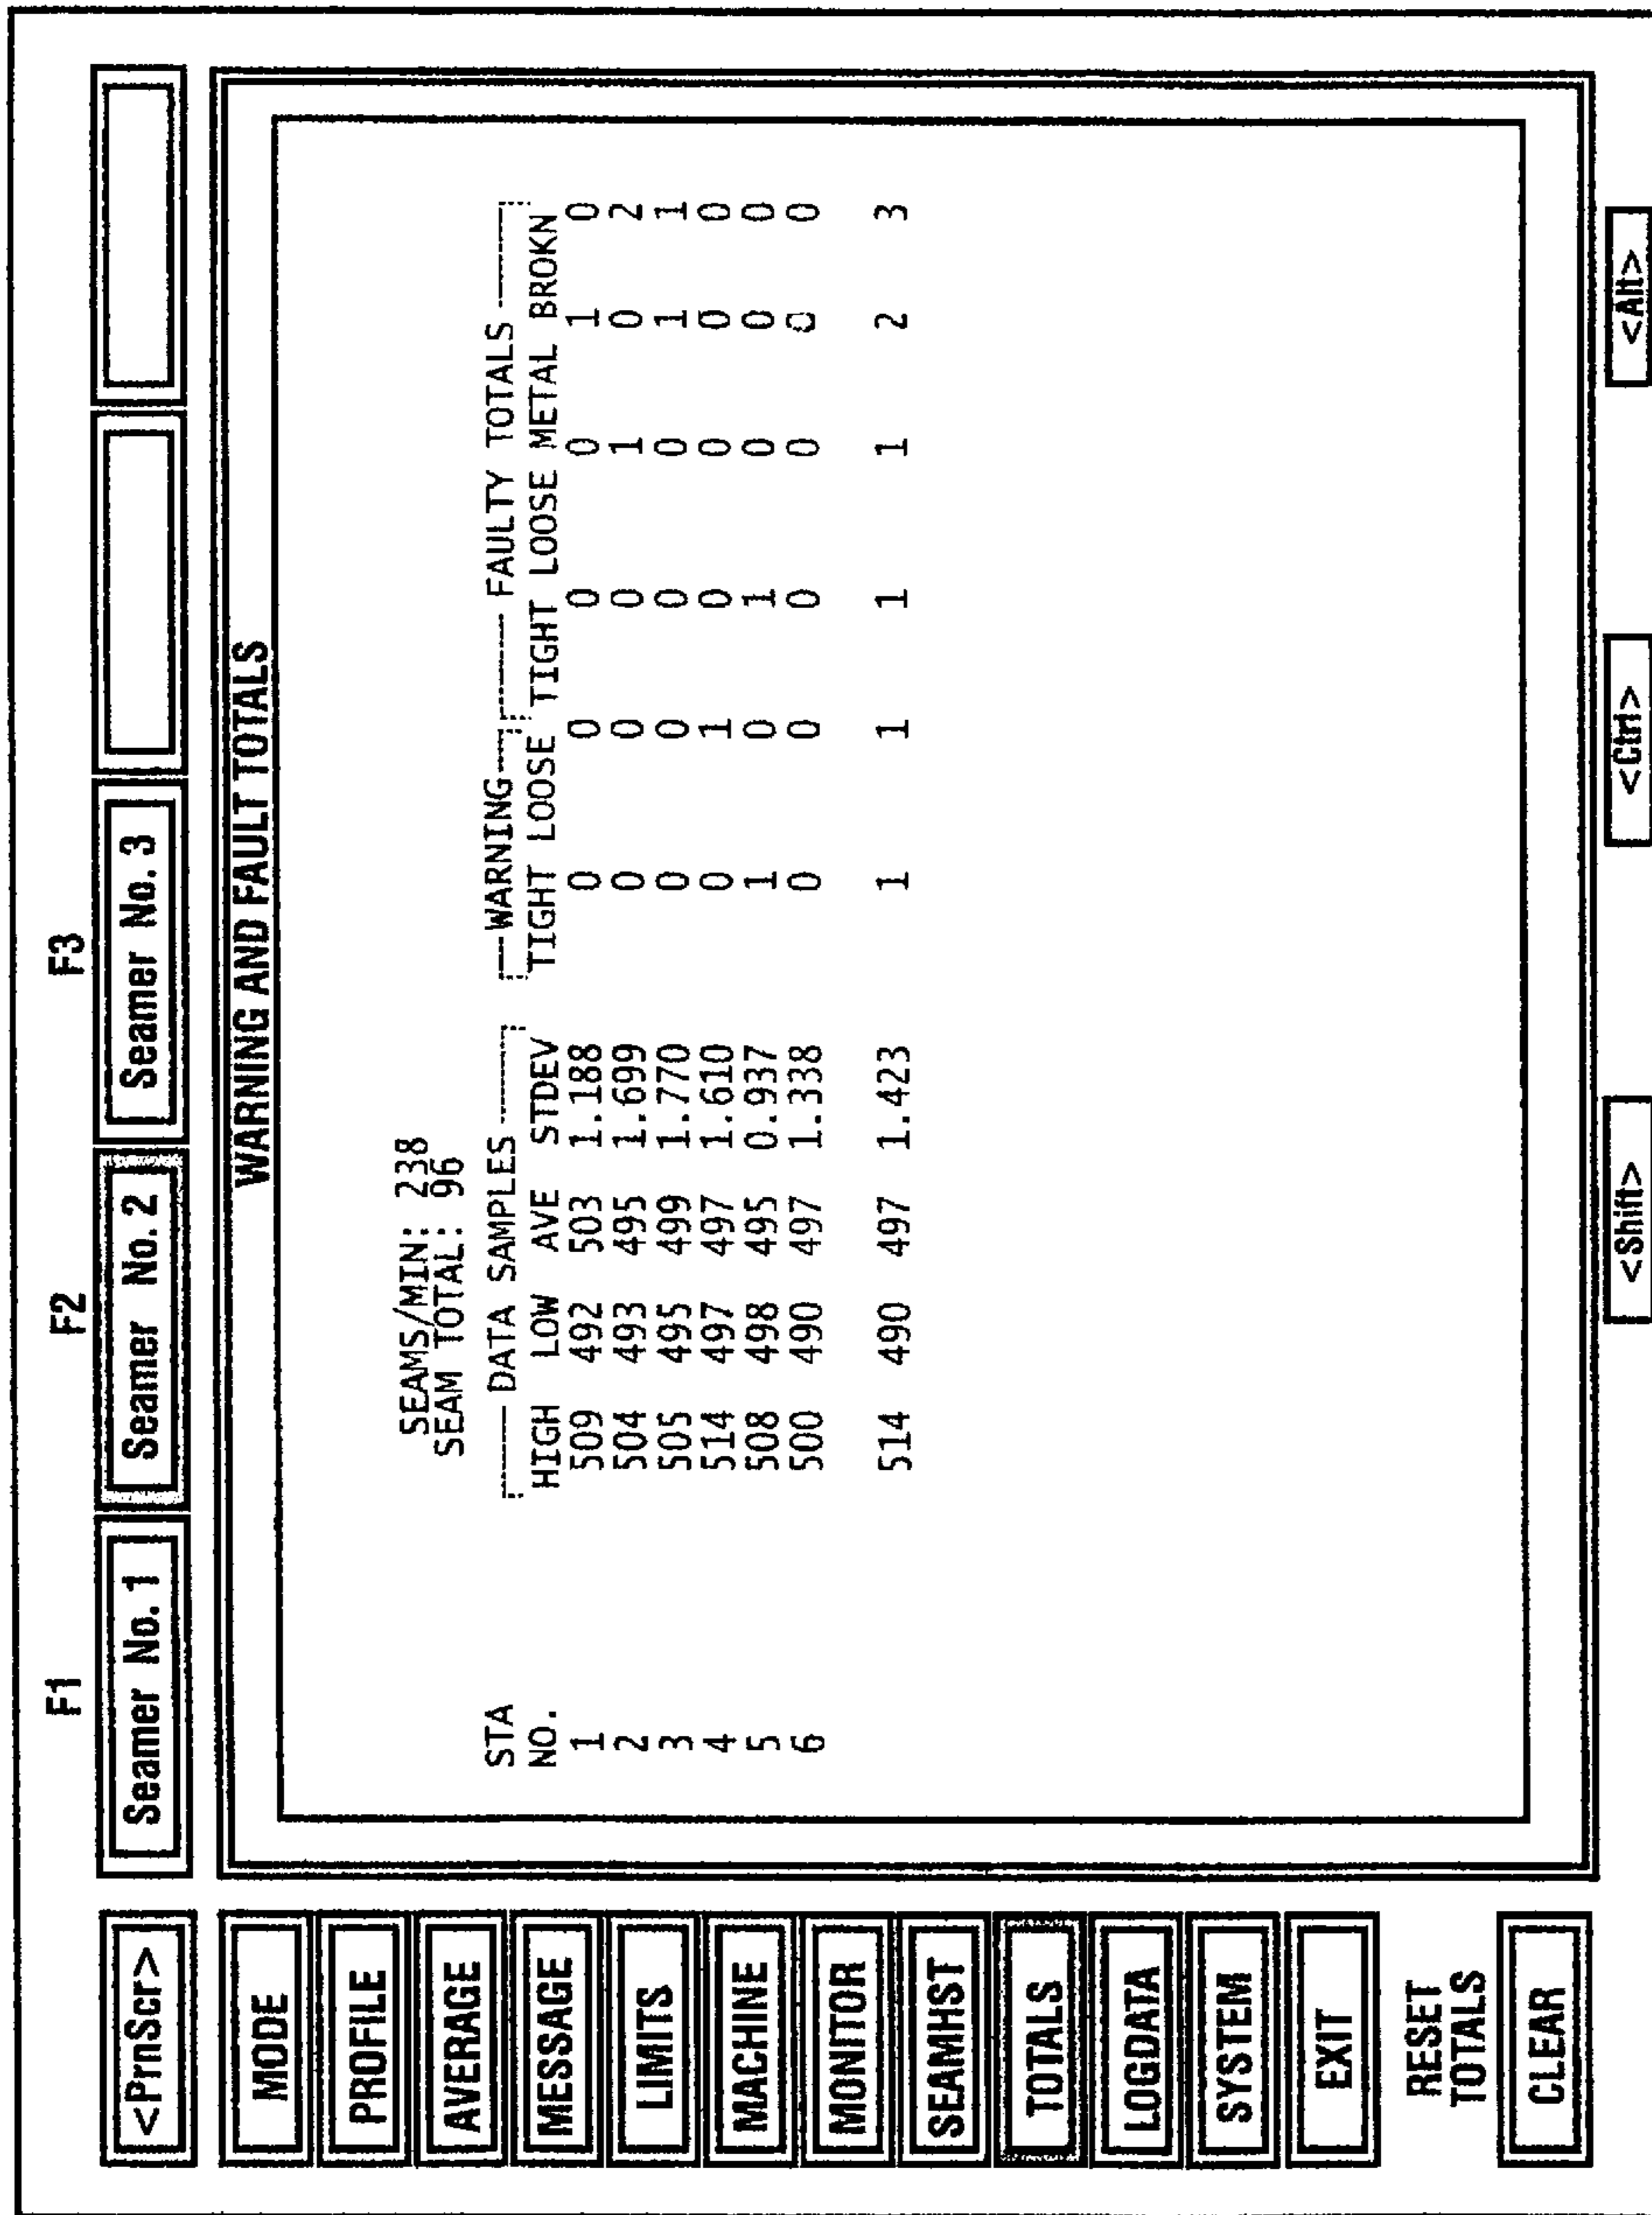 F1 F2 F3
<PrnScr> Seamer No. 1 Seamer No. 2 Seamer No. 3
WARNING AND FAULT TOTALS
MODE
PROFILE
AVERAGE
MESSAGE
LIMITS
MACHINE
MONITOR
SEAMHST
TOTALS
LOGDATA
SYSTEM
EXIT
RESET
TOTALS
CLEAR
SEAMS/MIN: 238
SEAM TOTAL: 96
STA DATA SAMPLES WARNING FAULTY TOTALS
NO. HIGH LOW AVE STDEV TIGHT LOOSE TIGHT LOOSE METAL BROKN
1 509 492 503 1.188 0 0 0 0 1 0
2 504 493 495 1.699 0 0 0 1 0 2
3 505 495 499 1.770 0 0 0 0 1 1
4 514 497 497 1.610 0 1 0 0 0 0
5 508 498 495 0.937 1 0 1 0 0 0
6 500 490 497 1.338 0 0 0 0 0 0
514 490 497 1.423 1 1 1 1 2 3
<Shift> <Ctrl> <Alt>